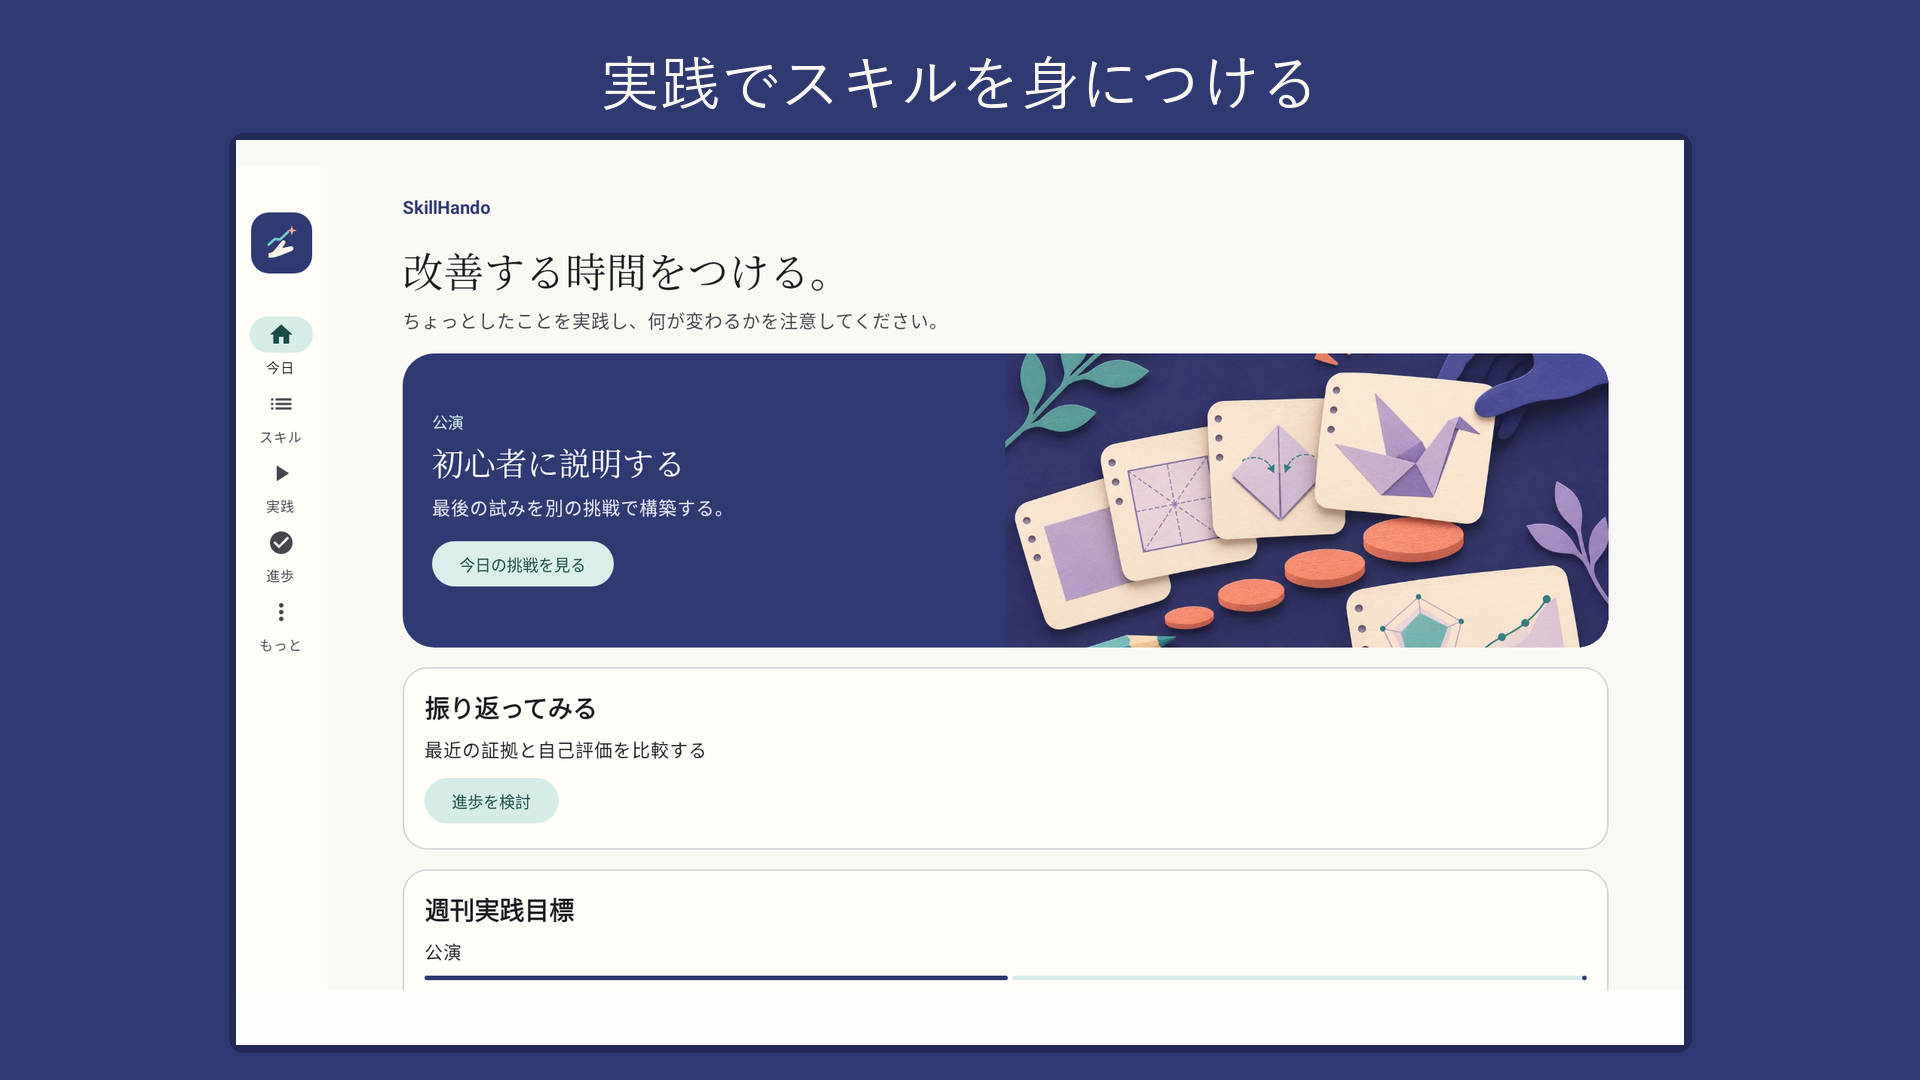 実践でスキルを身につける
SkillHando
改善する時間をつける。
ちょっとしたことを実践し、何が変わるかを注意してください。
今日
スキル
実践
進歩
もっと
公演
初心者に説明する
最後の試みを別の挑戦で構築する。
今日の挑戦を見る
振り返ってみる
最近の証拠と自己評価を比較する
進歩を検討
週刊実践目標
公演